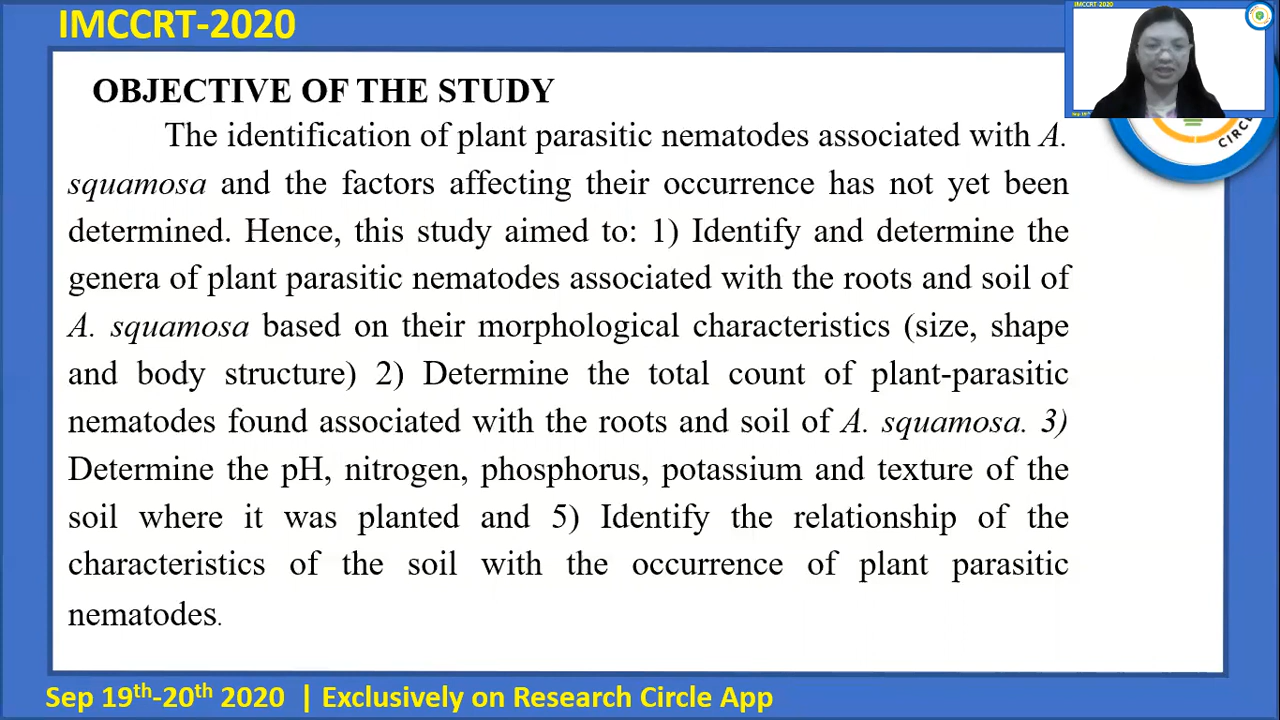 IMCCRT-2020
IMCCRT 2020
OBJECTIVE OF THE STUDY
The identification of plant parasitic nematodes associated with A.
squamosa and the factors affecting their occurrence has not yet been
determined. Hence, this study aimed to: 1) Identify and determine the
genera of plant parasitic nematodes associated with the roots and soil of
A. squamosa based on their morphological characteristics (size, shape
and body structure) 2) Determine the total count of plant-parasitic
nematodes found associated with the roots and soil of A. squamosa. 3)
Determine the pH, nitrogen, phosphorus, potassium and texture of the
soil where it was planted and 5) Identify the relationship of the
characteristics of the soil with the occurrence of plant parasitic
nematodes.
Sep 19th-20th 2020 | Exclusively on Research Circle App